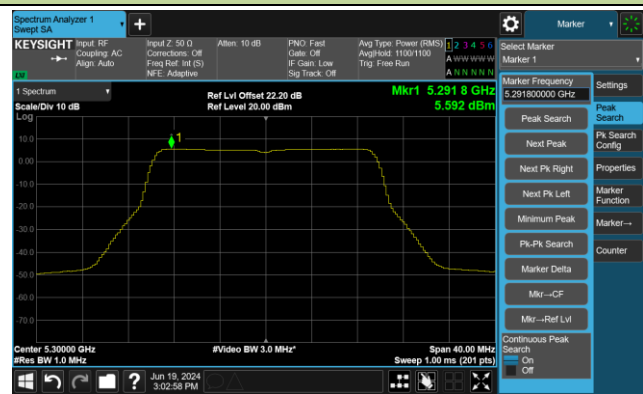 Spectrum Analyzer 1
Swept SA
Marker
KEYSIGHT
Input: RF
Coupling: AC
Align: Auto
Input Z: 50 Ω
Corrections: Off
Freq Ref: Int (S)
NFE: Adaptive
Atten: 10 dB
PNO: Fast
Gate: Off
IF Gain: Low
Sig Track: Off
Avg Type: Power (RMS)
Avg|Hold: 1100/1100
Trig: Free Run
1 2 3 4 5 6
A W W W W W
A N N N N N
LW
Select Marker
Marker 1
1 Spectrum
Scale/Div 10 dB
Log
Ref Lvl Offset 22.20 dB
Ref Level 20.00 dBm
Mkr1 5.291 8 GHz
5.592 dBm
1
10.0
0.00
-10.0
-20.0
-30.0
-40.0
-50.0
-60.0
-70.0
Center 5.30000 GHz
#Res BW 1.0 MHz
#Video BW 3.0 MHz*
Span 40.00 MHz
Sweep 1.00 ms (201 pts)
Marker Frequency
5.291800000 GHz
Peak Search
Next Peak
Next Pk Right
Next Pk Left
Minimum Peak
Pk-Pk Search
Marker Delta
Mkr→CF
Mkr→Ref Lvl
Continuous Peak
Search
On
Off
Settings
Peak
Search
Pk Search
Config
Properties
Marker
Function
Marker→
Counter
?
Jun 19, 2024
3:02:58 PM